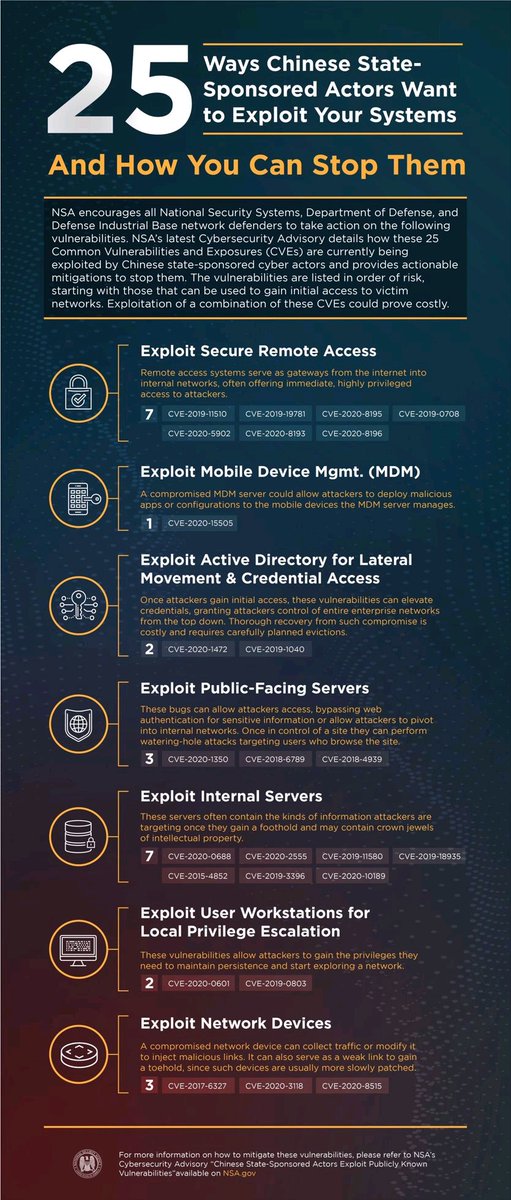 25
Ways Chinese State-
Sponsored Actors Want
to Exploit Your Systems
And How You Can Stop Them
NSA encourages all National Security Systems, Department of Defense, and
Defense Industrial Base network defenders to take action on the following
vulnerabilities. NSA's latest Cybersecurity Advisory details how these 25
Common Vulnerabilities and Exposures (CVEs) are currently being
exploited by Chinese state-sponsored cyber actors and provides actionable
mitigations to stop them. The vulnerabilities are listed in order of risk,
starting with those that can be used to gain initial access to victim
networks. Exploitation of a combination of these CVEs could prove costly.
Exploit Secure Remote Access
Remote access systems serve as gateways from the internet into
internal networks, often offering immediate, highly privileged
access to attackers.
7 CVE-2019-11510 CVE-2019-19781 CVE-2020-8195 CVE-2019-0708
CVE-2020-5902 CVE-2020-8193 CVE-2020-8196
Exploit Mobile Device Mgmt. (MDM)
A compromised MDM server could allow attackers to deploy malicious
apps or configurations to the mobile devices the MDM server manages.
1 CVE-2020-15505
Exploit Active Directory for Lateral
Movement & Credential Access
Once attackers gain initial access, these vulnerabilities can elevate
credentials, granting attackers control of entire enterprise networks
from the top down. Thorough recovery from such compromise is
costly and requires carefully planned evictions.
2 CVE-2020-1472 CVE-2019-1040
Exploit Public-Facing Servers
These bugs can allow attackers access, bypassing web
authentication for sensitive information or allow attackers to pivot
into internal networks. Once in control of a site they can perform
watering-hole attacks targeting users who browse the site.
3 CVE-2020-1350 CVE-2018-6789 CVE-2018-4939
Exploit Internal Servers
These servers often contain the kinds of information attackers are
targeting once they gain a foothold and may contain crown jewels
of intellectual property.
7 CVE-2020-0688 CVE-2020-2555 CVE-2019-11580 CVE-2019-18935
CVE-2015-4852 CVE-2019-3396 CVE-2020-10189
Exploit User Workstations for
Local Privilege Escalation
These vulnerabilities allow attackers to gain the privileges they
need to maintain persistence and start exploring a network.
2 CVE-2020-0601 CVE-2019-0803
Exploit Network Devices
A compromised network device can collect traffic or modify it
to inject malicious links. It can also serve as a weak link to gain
a toehold, since such devices are usually more slowly patched.
3 CVE-2017-6327 CVE-2020-3118 CVE-2020-8515
For more information on how to mitigate these vulnerabilities, please refer to NSA's
Cybersecurity Advisory "Chinese State-Sponsored Actors Exploit Publicly Known
Vulnerabilities"available on NSA.gov